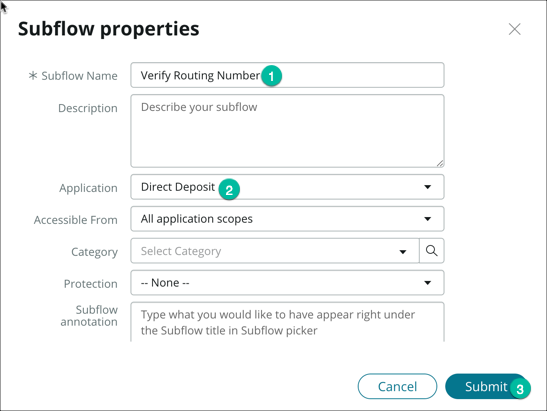 Subflow properties
* Subflow Name Verify Routing Number 1
Description Describe your subflow
Application Direct Deposit 2
Accessible From All application scopes
Category Select Category
Protection -- None --
Subflow annotation
Type what you would like to have appear right under
the Subflow title in Subflow picker
Cancel Submit 3